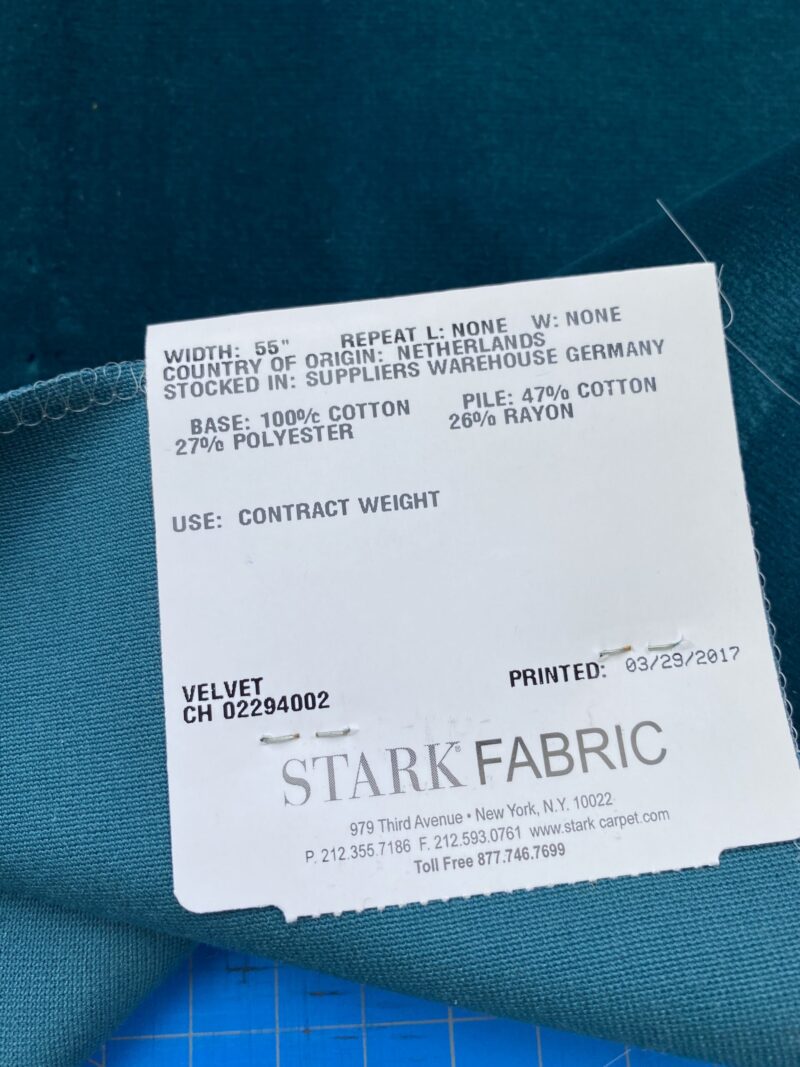 WIDTH: 55" REPEAT L: NONE W: NONE
COUNTRY OF ORIGIN: NETHERLANDS
STOCKED IN: SUPPLIERS WAREHOUSE GERMANY
BASE: 100% COTTON PILE: 47% COTTON
27% POLYESTER 26% RAYON
USE: CONTRACT WEIGHT
VELVET
CH 02294002
PRINTED: 03/29/2017
STARK® FABRIC
979 Third Avenue • New York, N.Y. 10022
P. 212.355.7186 F. 212.593.0761 www.stark carpet.com
Toll Free 877.746.7699